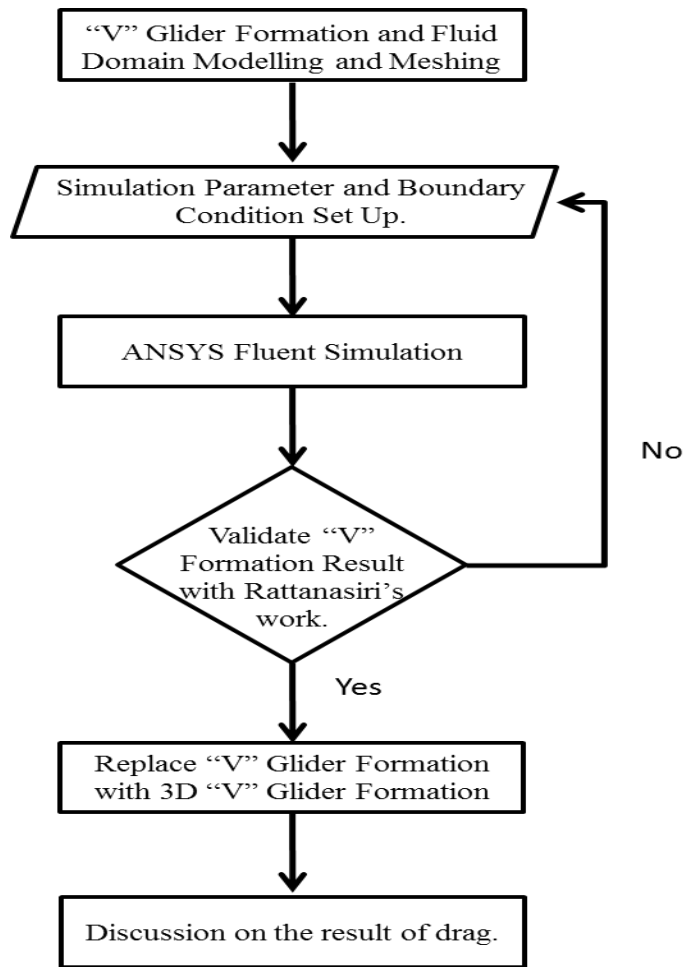 “V” Glider Formation and Fluid
Domain Modelling and Meshing
Simulation Parameter and Boundary
Condition Set Up.
ANSYS Fluent Simulation
No
Validate “V”
Formation Result
with Rattanasiri’s
work.
Yes
Replace “V” Glider Formation
with 3D “V” Glider Formation
Discussion on the result of drag.